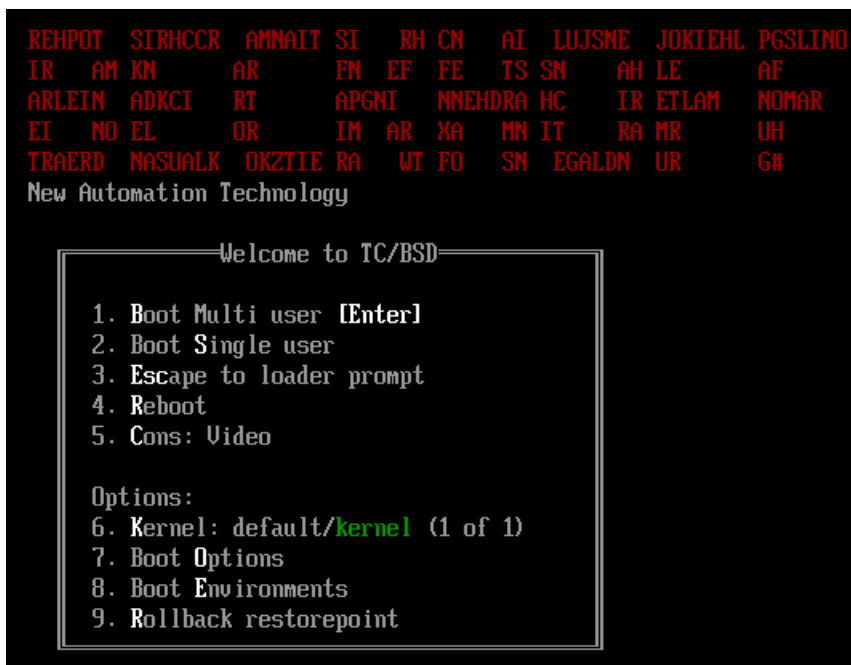 REHPOT SIRHCCR AMNAIT SI RH CN AI LUJSNE JOKIEHL PGSLINO
IR AM KN AR FN EF FE TS SN AH LE AF
ARLEIN ADKCI RT APGNI NNEHDRA HC IR ETLAM NOMAR
EI NO EL OR IM AR XA MN IT RA MR UH
TRAERD NASUALK OKZTIE RA WT FO SN EGALDN UR G#
New Automation Technology
Welcome to TC/BSD
1. Boot Multi user [Enter]
2. Boot Single user
3. Escape to loader prompt
4. Reboot
5. Cons: Video
Options:
6. Kernel: default/kernel (1 of 1)
7. Boot Options
8. Boot Environments
9. Rollback restorepoint